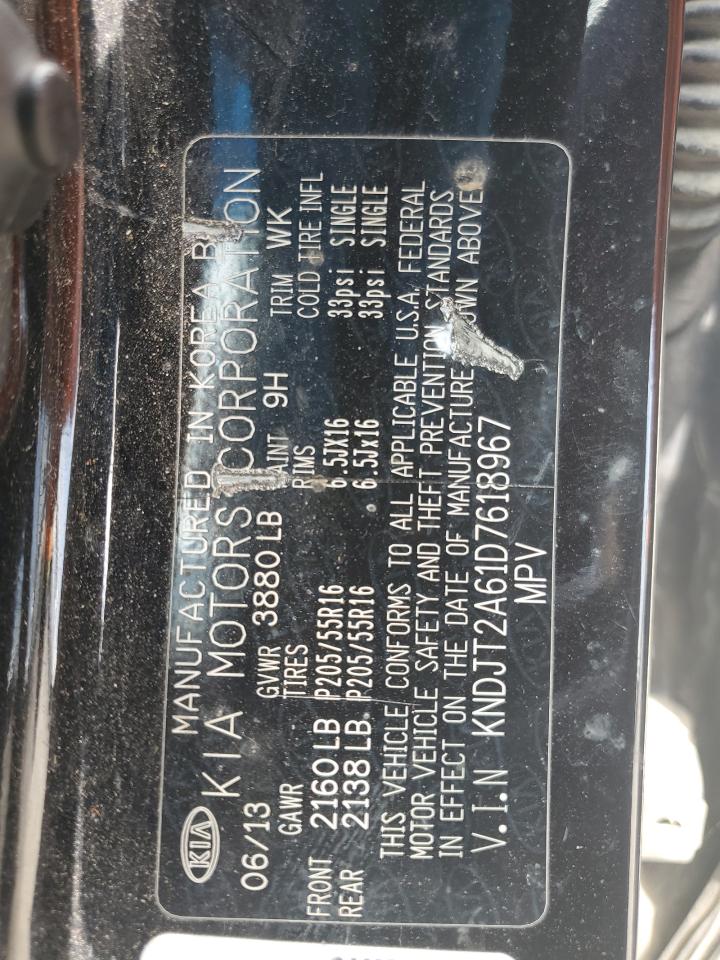 KIA
MANUFACTURED IN KOREA
KIA MOTORS CORPORATION
06/13 GVWR 3880 LB 9H TRIM WK
GAWR TIRES RIMS COLD TIRE INFL
FRONT 2160 LB P205/55R16 6.5JX16 33psi SINGLE
REAR 2138 LB P205/55R16 6.5Jx16 33psi SINGLE
THIS VEHICLE CONFORMS TO ALL APPLICABLE U.S.A. FEDERAL
MOTOR VEHICLE SAFETY AND THEFT PREVENTION STANDARDS
IN EFFECT ON THE DATE OF MANUFACTURE ABOVE
V.I.N KNDJT2A61D7618967
MPV